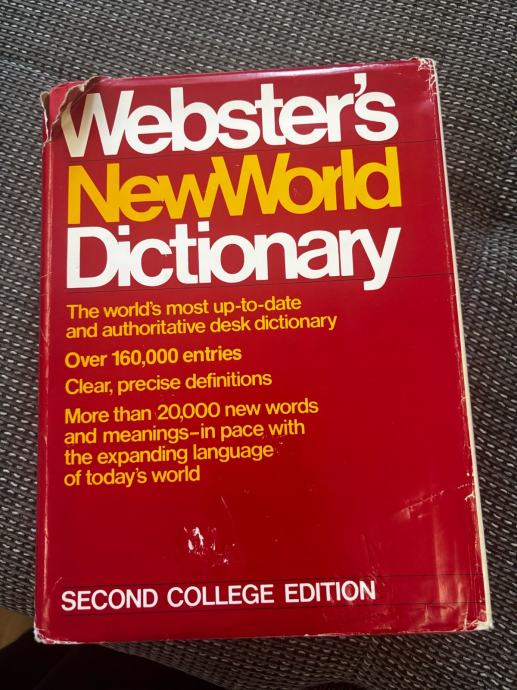 Webster's
NewWorld
Dictionary
The world's most up-to-date
and authoritative desk dictionary
Over 160,000 entries
Clear, precise definitions
More than 20,000 new words
and meanings–in pace with
the expanding language
of today's world
SECOND COLLEGE EDITION